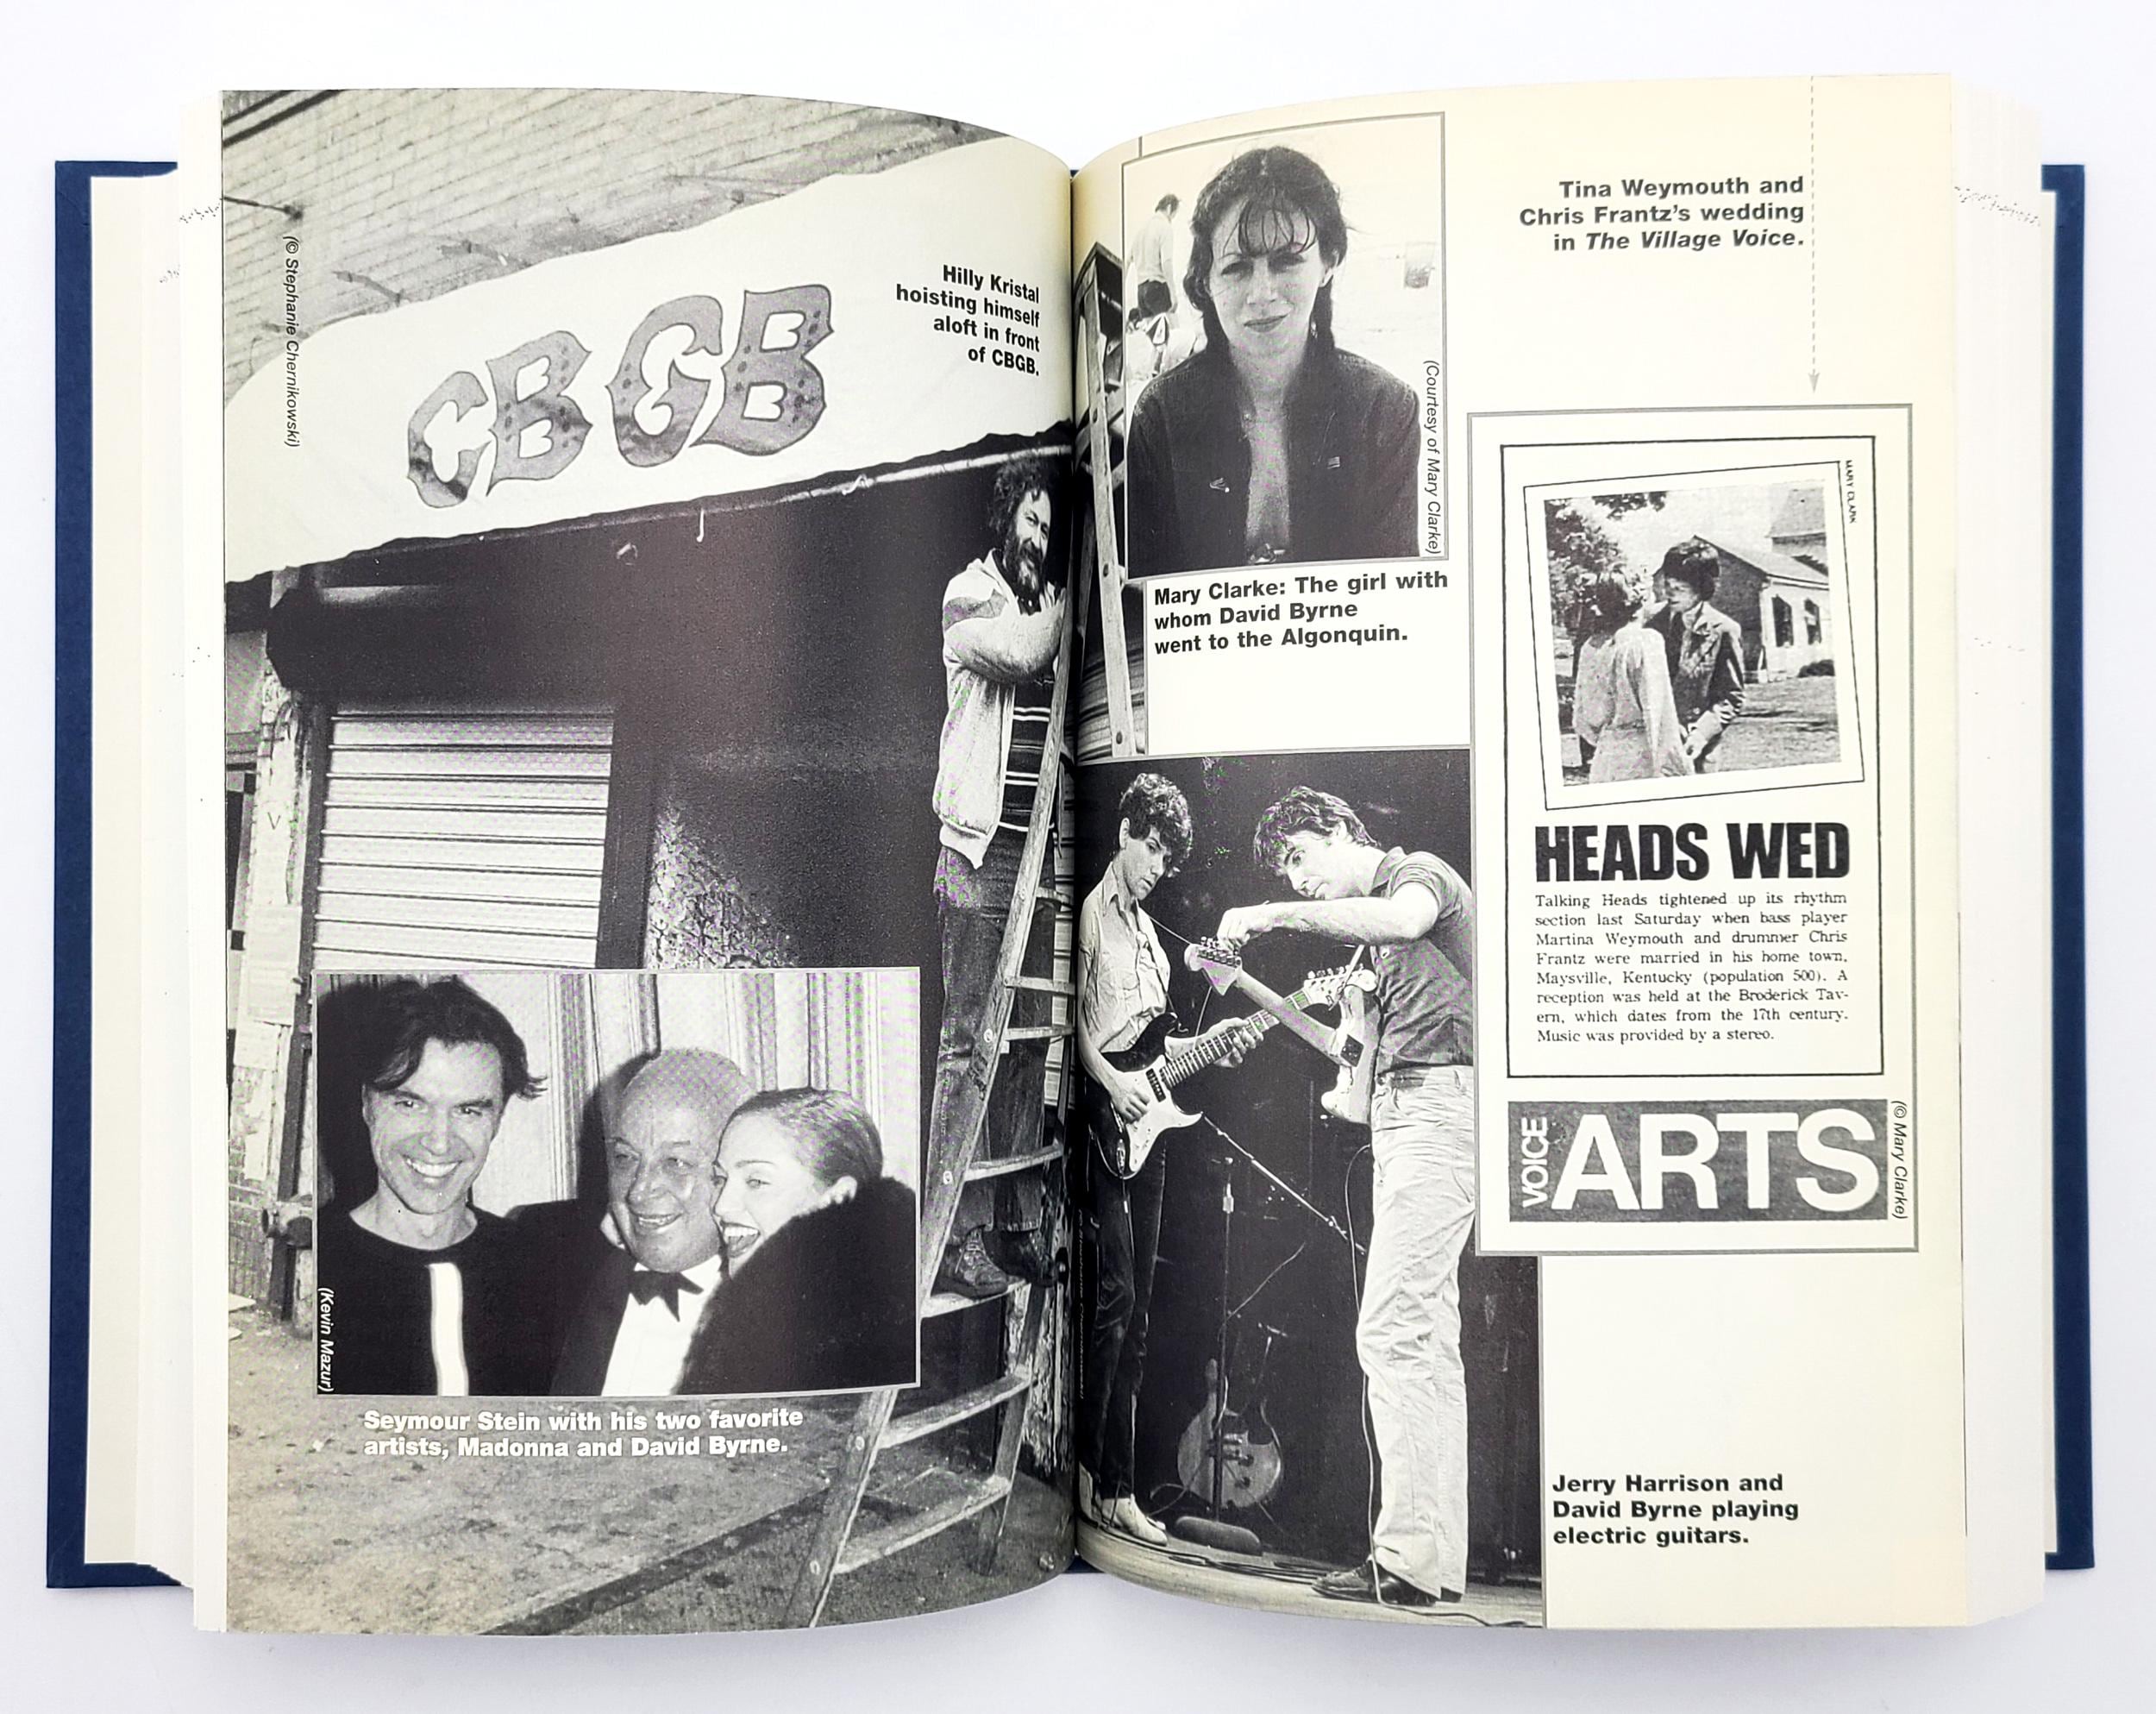 (© Stephanie Chernikowski)
CBGB
Hilly Kristal
hoisting himself
aloft in front
of CBGB.
(Kevin Mazur)
Seymour Stein with his two favorite
artists, Madonna and David Byrne.
(Courtesy of Mary Clarke)
Mary Clarke: The girl with
whom David Byrne
went to the Algonquin.
Tina Weymouth and
Chris Frantz's wedding
in The Village Voice.
MARY CLARK
HEADS WED
Talking Heads tightened up its rhythm
section last Saturday when bass player
Martina Weymouth and drummer Chris
Frantz were married in his home town,
Maysville, Kentucky (population 500). A
reception was held at the Broderick Tav-
ern, which dates from the 17th century.
Music was provided by a stereo.
VOICE
ARTS
(© Mary Clarke)
Jerry Harrison and
David Byrne playing
electric guitars.